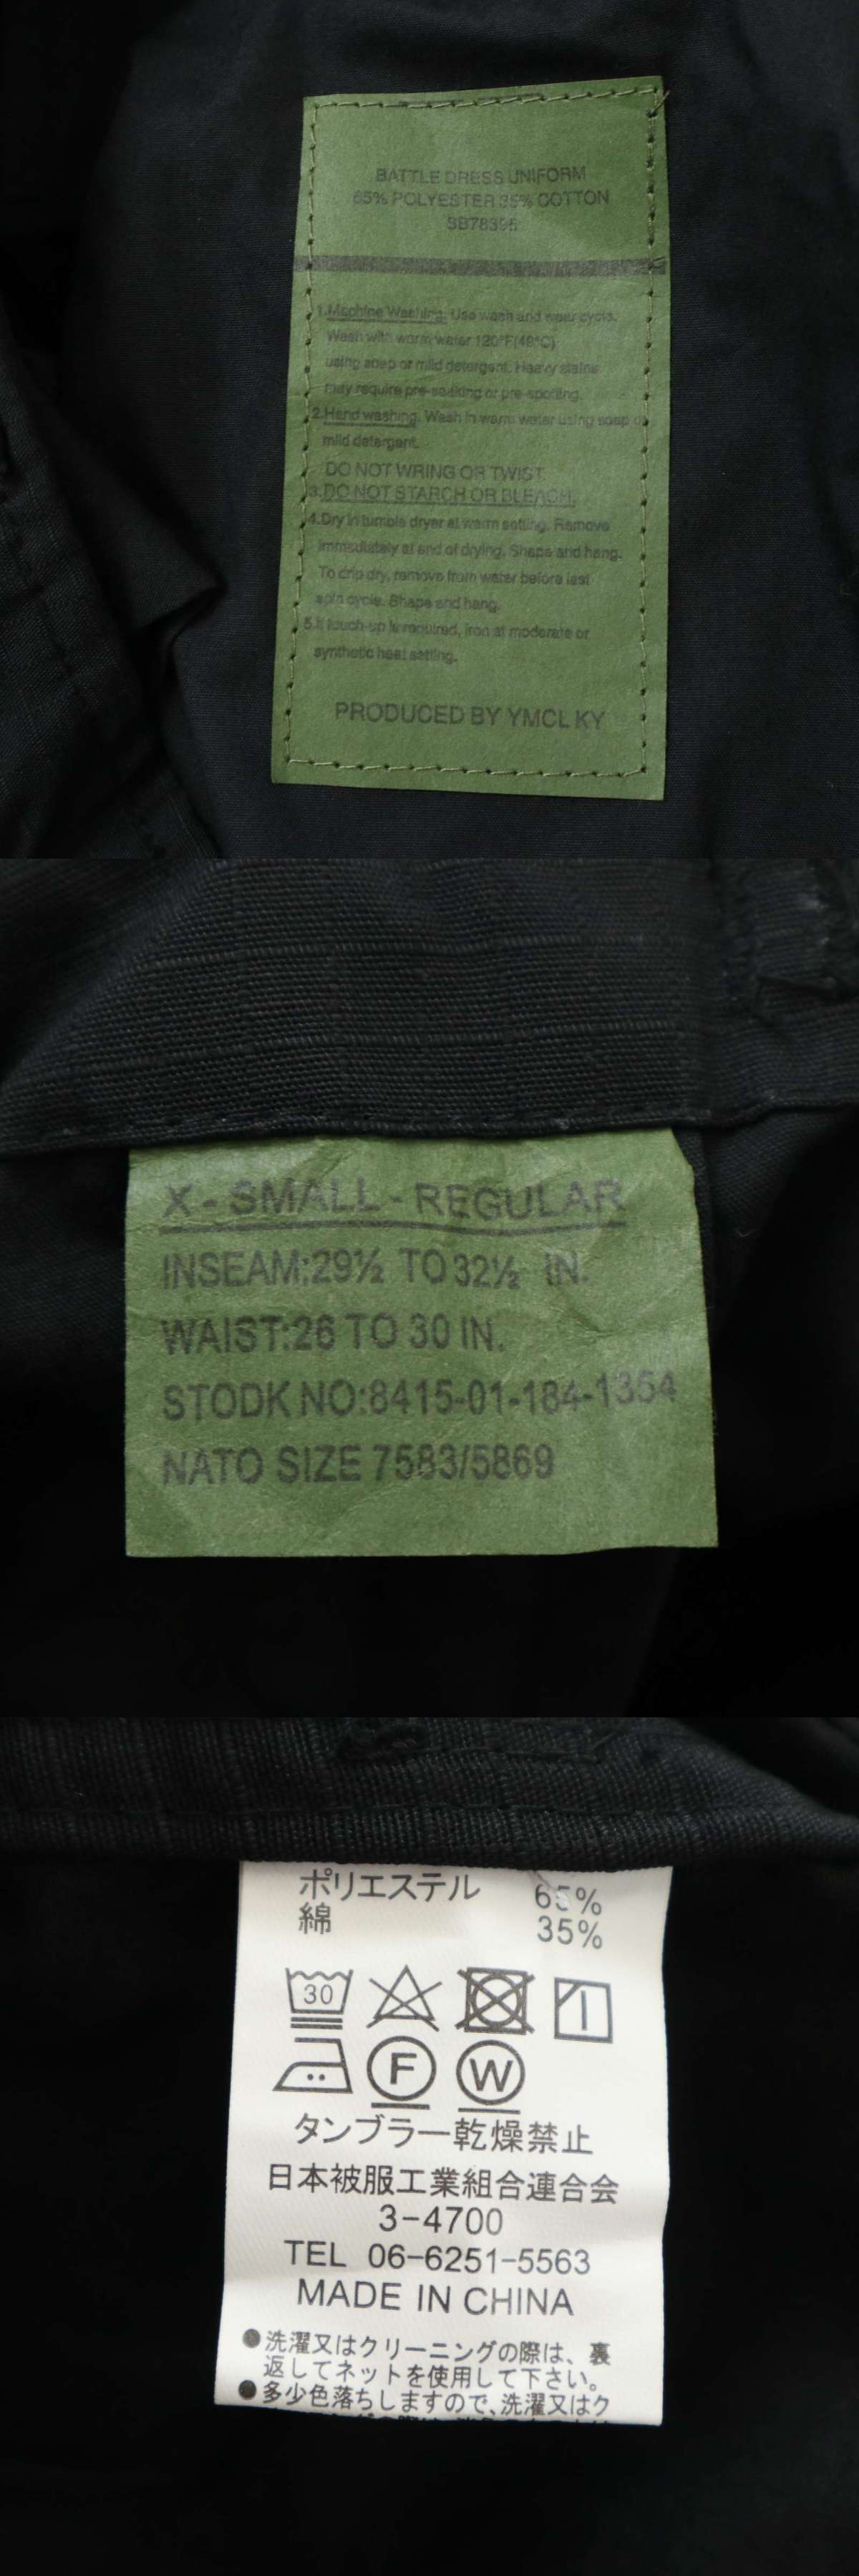 BATTLE DRESS UNIFORM
65% POLYESTER 35% COTTON
SB78395
1.Machine Washing. Use wash and wear cycle.
Wash with warm water 120°F(49°C)
using soap or mild detergent. Heavy stains
may require pre-soaking or pre-spotting.
2.Hand washing. Wash in warm water using soap or
mild detergent.
DO NOT WRING OR TWIST
3.DO NOT STARCH OR BLEACH.
4.Dry in tumble dryer at warm setting. Remove
immediately at end of drying. Shape and hang.
To drip dry, remove from water before last
spin cycle. Shape and hang.
5.If touch-up is required, iron at moderate or
synthetic heat setting.
PRODUCED BY YMCL KY
X-SMALL-REGULAR
INSEAM:29½ TO 32½ IN.
WAIST:26 TO 30 IN.
STODK NO:8415-01-184-1354
NATO SIZE 7583/5869
ポリエステル 65%
綿 35%
30
F W
タンブラー乾燥禁止
日本被服工業組合連合会
3-4700
TEL 06-6251-5563
MADE IN CHINA
●洗濯又はクリーニングの際は、裏
返してネットを使用して下さい。
●多少色落ちしますので、洗濯又はク